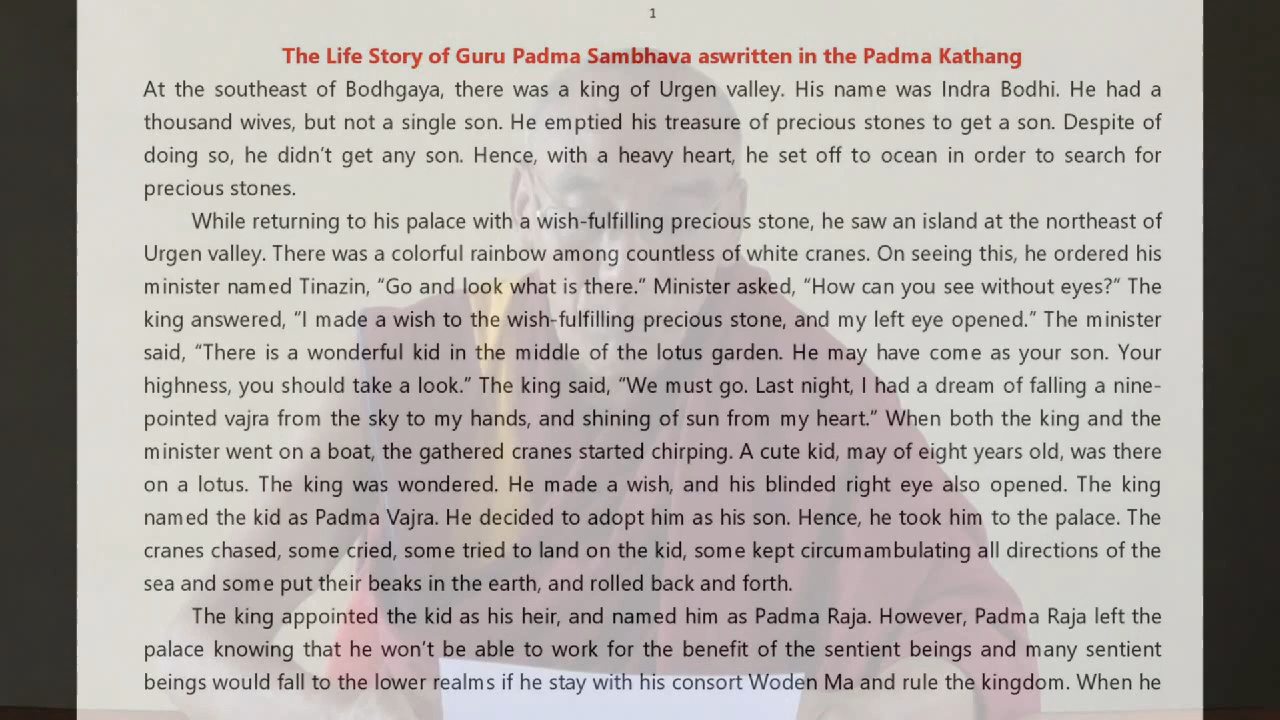 1
The Life Story of Guru Padma Sambhava aswritten in the Padma Kathang
At the southeast of Bodhgaya, there was a king of Urgen valley. His name was Indra Bodhi. He had a
thousand wives, but not a single son. He emptied his treasure of precious stones to get a son. Despite of
doing so, he didn’t get any son. Hence, with a heavy heart, he set off to ocean in order to search for
precious stones.
While returning to his palace with a wish-fulfilling precious stone, he saw an island at the northeast of
Urgen valley. There was a colorful rainbow among countless of white cranes. On seeing this, he ordered his
minister named Tinazin, “Go and look what is there.” Minister asked, “How can you see without eyes?” The
king answered, “I made a wish to the wish-fulfilling precious stone, and my left eye opened.” The minister
said, “There is a wonderful kid in the middle of the lotus garden. He may have come as your son. Your
highness, you should take a look.” The king said, “We must go. Last night, I had a dream of falling a nine-
pointed vajra from the sky to my hands, and shining of sun from my heart.” When both the king and the
minister went on a boat, the gathered cranes started chirping. A cute kid, may of eight years old, was there
on a lotus. The king was wondered. He made a wish, and his blinded right eye also opened. The king
named the kid as Padma Vajra. He decided to adopt him as his son. Hence, he took him to the palace. The
cranes chased, some cried, some tried to land on the kid, some kept circumambulating all directions of the
sea and some put their beaks in the earth, and rolled back and forth.
The king appointed the kid as his heir, and named him as Padma Raja. However, Padma Raja left the
palace knowing that he won’t be able to work for the benefit of the sentient beings and many sentient
beings would fall to the lower realms if he stay with his consort Woden Ma and rule the kingdom. When he